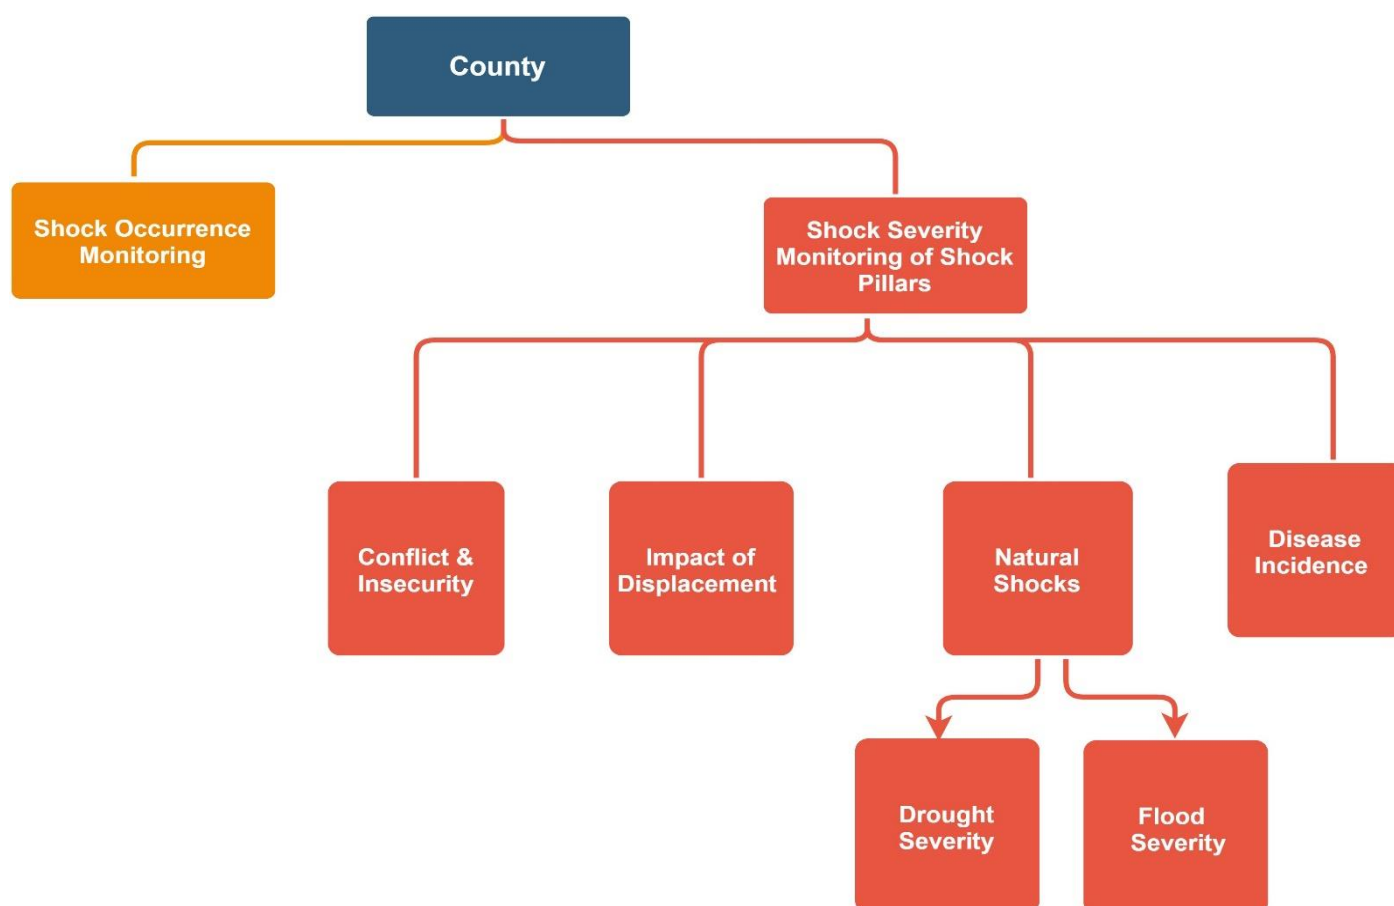 County
Shock Occurrence
Monitoring
Shock Severity
Monitoring of Shock
Pillars
Conflict &
Insecurity
Impact of
Displacement
Natural
Shocks
Disease
Incidence
Drought
Severity
Flood
Severity